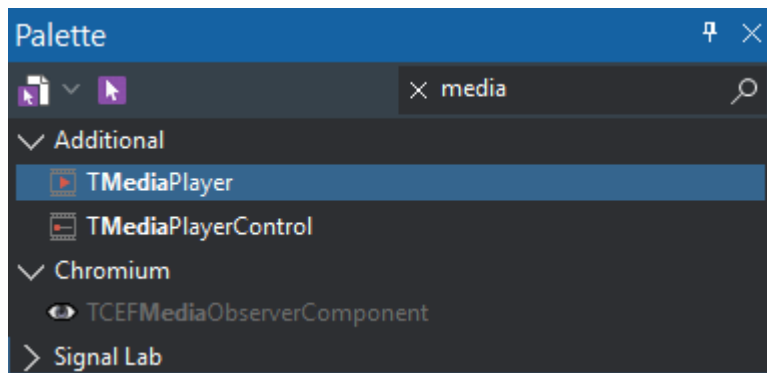 Palette
media
Additional
TMediaPlayer
TMediaPlayerControl
Chromium
TCEFMediaObserverComponent
Signal Lab